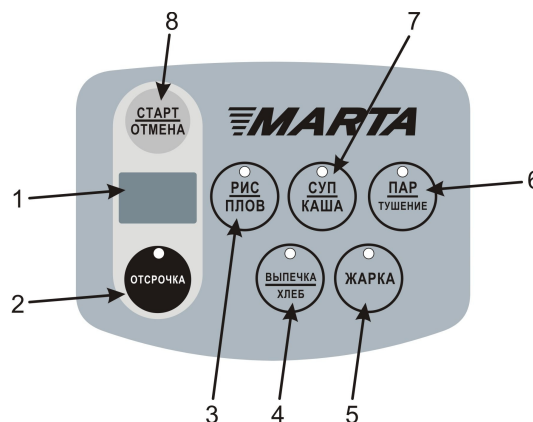 8
7
СТАРТ
ОТМЕНА
MARTA
1
РИС
ПЛОВ
СУП
КАША
ПАР
ТУШЕНИЕ
6
ОТСРОЧКА
2
ВЫПЕЧКА
ХЛЕБ
ЖАРКА
3
4
5